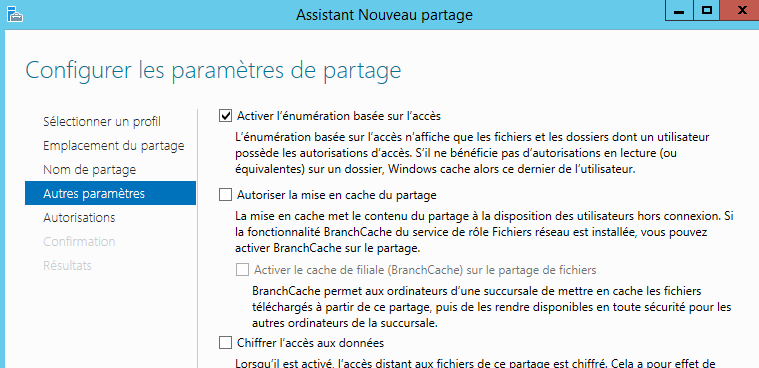 Assistant Nouveau partage
Configurer les paramètres de partage
Sélectionner un profil
Emplacement du partage
Nom de partage
Autres paramètres
Autorisations
Confirmation
Résultats
Activer l'énumération basée sur l'accès
L'énumération basée sur l'accès n'affiche que les fichiers et les dossiers dont un utilisateur
possède les autorisations d'accès. S'il ne bénéficie pas d'autorisations en lecture (ou
équivalentes) sur un dossier, Windows cache alors ce dernier de l'utilisateur.
Autoriser la mise en cache du partage
La mise en cache met le contenu du partage à la disposition des utilisateurs hors connexion. Si
la fonctionnalité BranchCache du service de rôle Fichiers réseau est installée, vous pouvez
activer BranchCache sur le partage.
Activer le cache de filiale (BranchCache) sur le partage de fichiers
BranchCache permet aux ordinateurs d'une succursale de mettre en cache les fichiers
téléchargés à partir de ce partage, puis de les rendre disponibles en toute sécurité pour les
autres ordinateurs de la succursale.
Chiffrer l'accès aux données
Lorsqu'il est activé, l'accès distant aux fichiers de ce partage est chiffré. Cela a pour effet de